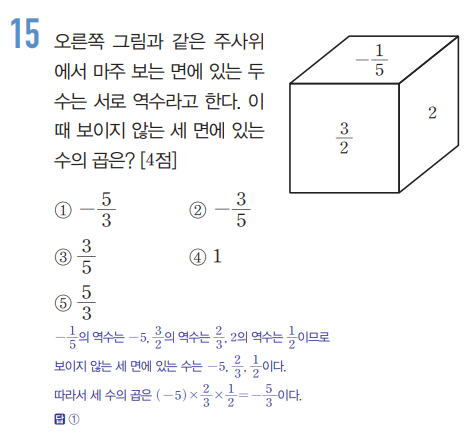 15 오른쪽 그림과 같은 주사위
에서 마주 보는 면에 있는 두
수는 서로 역수라고 한다. 이
때 보이지 않는 세 면에 있는
수의 곱은? [4점]
-1/5
3/2
2
① -5/3 ② -3/5
③ 3/5 ④ 1
⑤ 5/3
-1/5의 역수는 -5, 3/2의 역수는 2/3, 2의 역수는 1/2이므로
보이지 않는 세 면에 있는 수는 -5, 2/3, 1/2이다.
따라서 세 수의 곱은 (-5)×2/3×1/2=-5/3이다.
답 ①